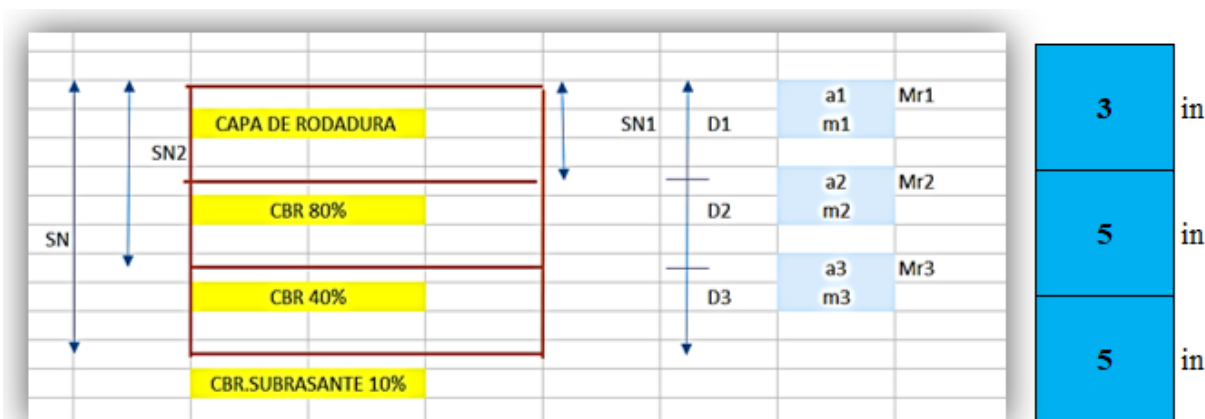 a1 Mr1
CAPA DE RODADURA SN1 D1 m1 3 in
SN2
a2 Mr2
CBR 80% D2 m2 5 in
SN
a3 Mr3
CBR 40% D3 m3
5 in
CBR.SUBRASANTE 10%